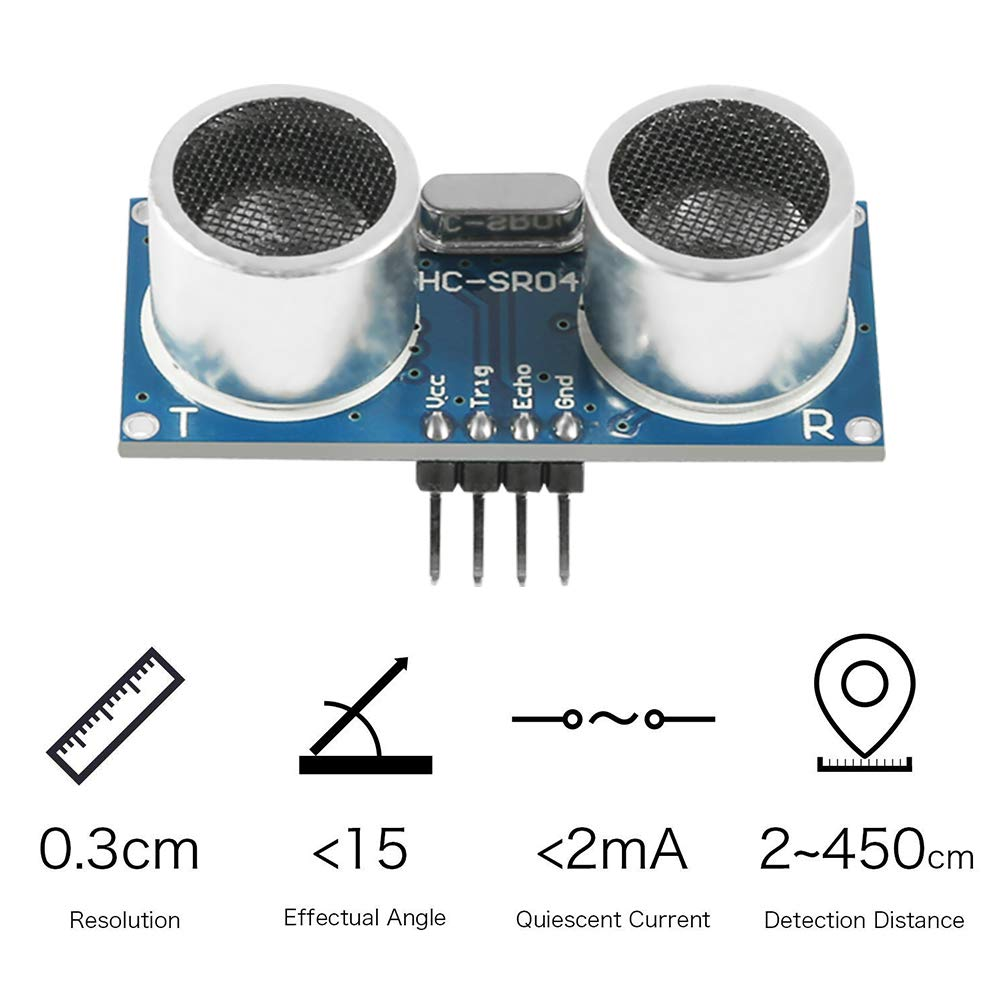 HC-SR04
Vcc
Trig
Echo
Gnd
T
R
0.3cm
<15
<2mA
2~450cm
Resolution
Effectual Angle
Quiescent Current
Detection Distance